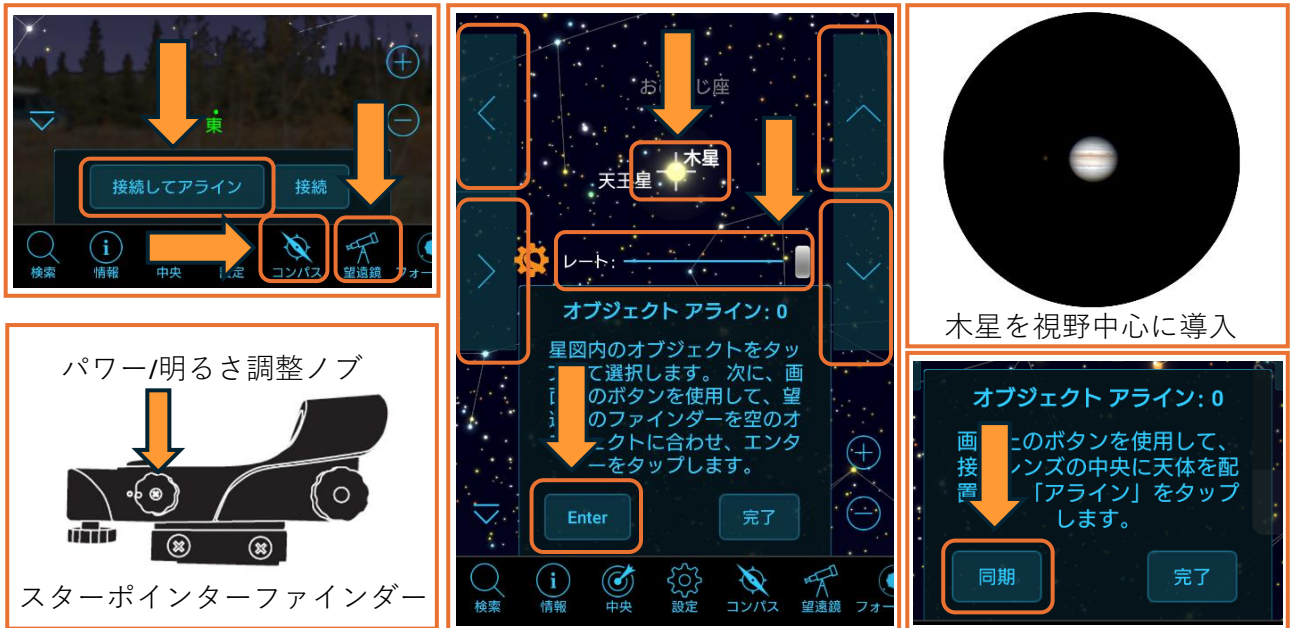 東
接続してアライン
接続
検索
情報
中央
定
コンパス
望遠鏡
フォー
パワー/明るさ調整ノブ
スターポインターファインダー
お
じ座
木星
天王星
レート:
オブジェクト アライン: 0
星図内のオブジェクトをタッ
て選択します。 次に、画
のボタンを使用して、望
のファインダーを空のオ
ェクトに合わせ、エンタ
ーをタップします。
Enter
完了
検索
情報
中央
設定
コンパス
望遠鏡
フォー
木星を視野中心に導入
オブジェクト アライン: 0
画 上のボタンを使用して、
接 レンズの中央に天体を配
置 「アライン」をタップ
します。
同期
完了